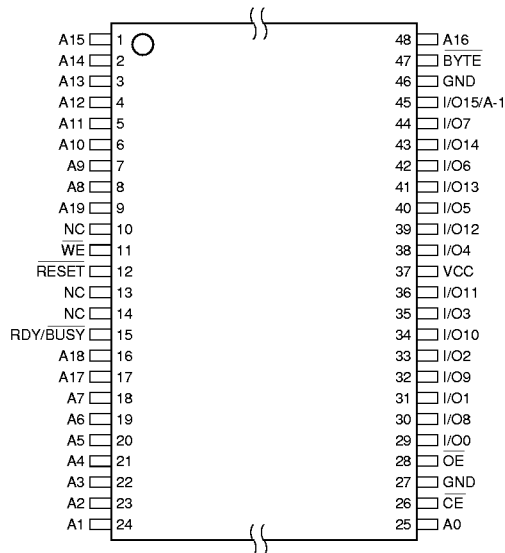 A15 1 48 A16
A14 2 47 BYTE
A13 3 46 GND
A12 4 45 I/O15/A-1
A11 5 44 I/O7
A10 6 43 I/O14
A9 7 42 I/O6
A8 8 41 I/O13
A19 9 40 I/O5
NC 10 39 I/O12
WE 11 38 I/O4
RESET 12 37 VCC
NC 13 36 I/O11
NC 14 35 I/O3
RDY/BUSY 15 34 I/O10
A18 16 33 I/O2
A17 17 32 I/O9
A7 18 31 I/O1
A6 19 30 I/O8
A5 20 29 I/O0
A4 21 28 OE
A3 22 27 GND
A2 23 26 CE
A1 24 25 A0